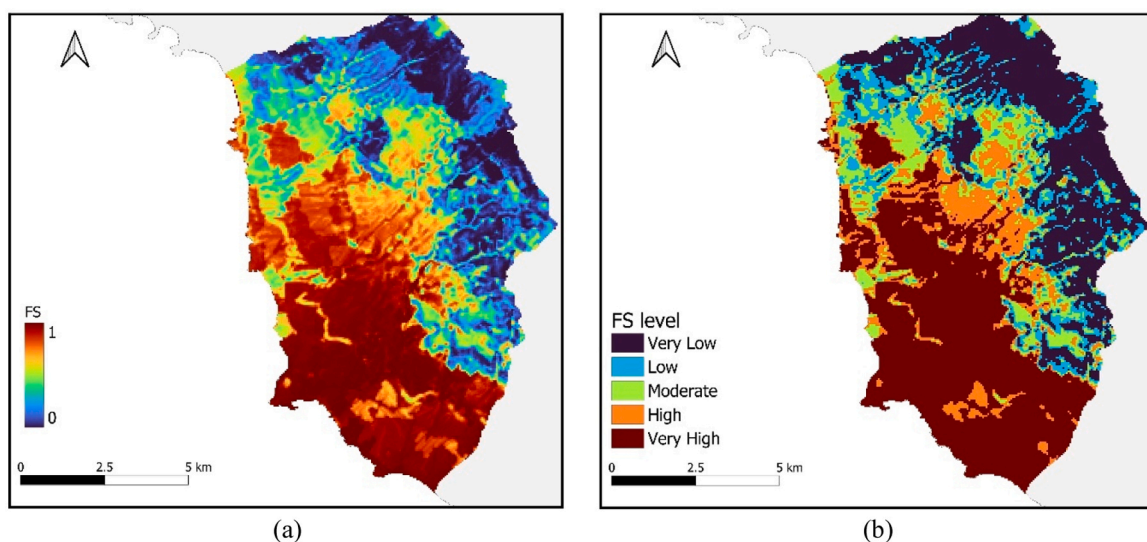 FS
1
0
0 2.5 5 km
(a)
FS level
Very Low
Low
Moderate
High
Very High
0 2.5 5 km
(b)